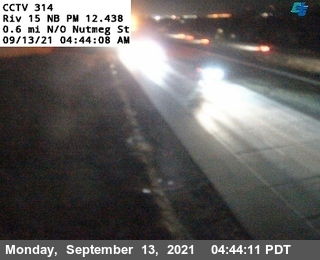 CCTV 314
Riv 15 NB PM 12.438
0.6 mi N/O Nutmeg St
09/13/21 04:44:08 AM
Monday, September 13, 2021 04:44:11 PDT